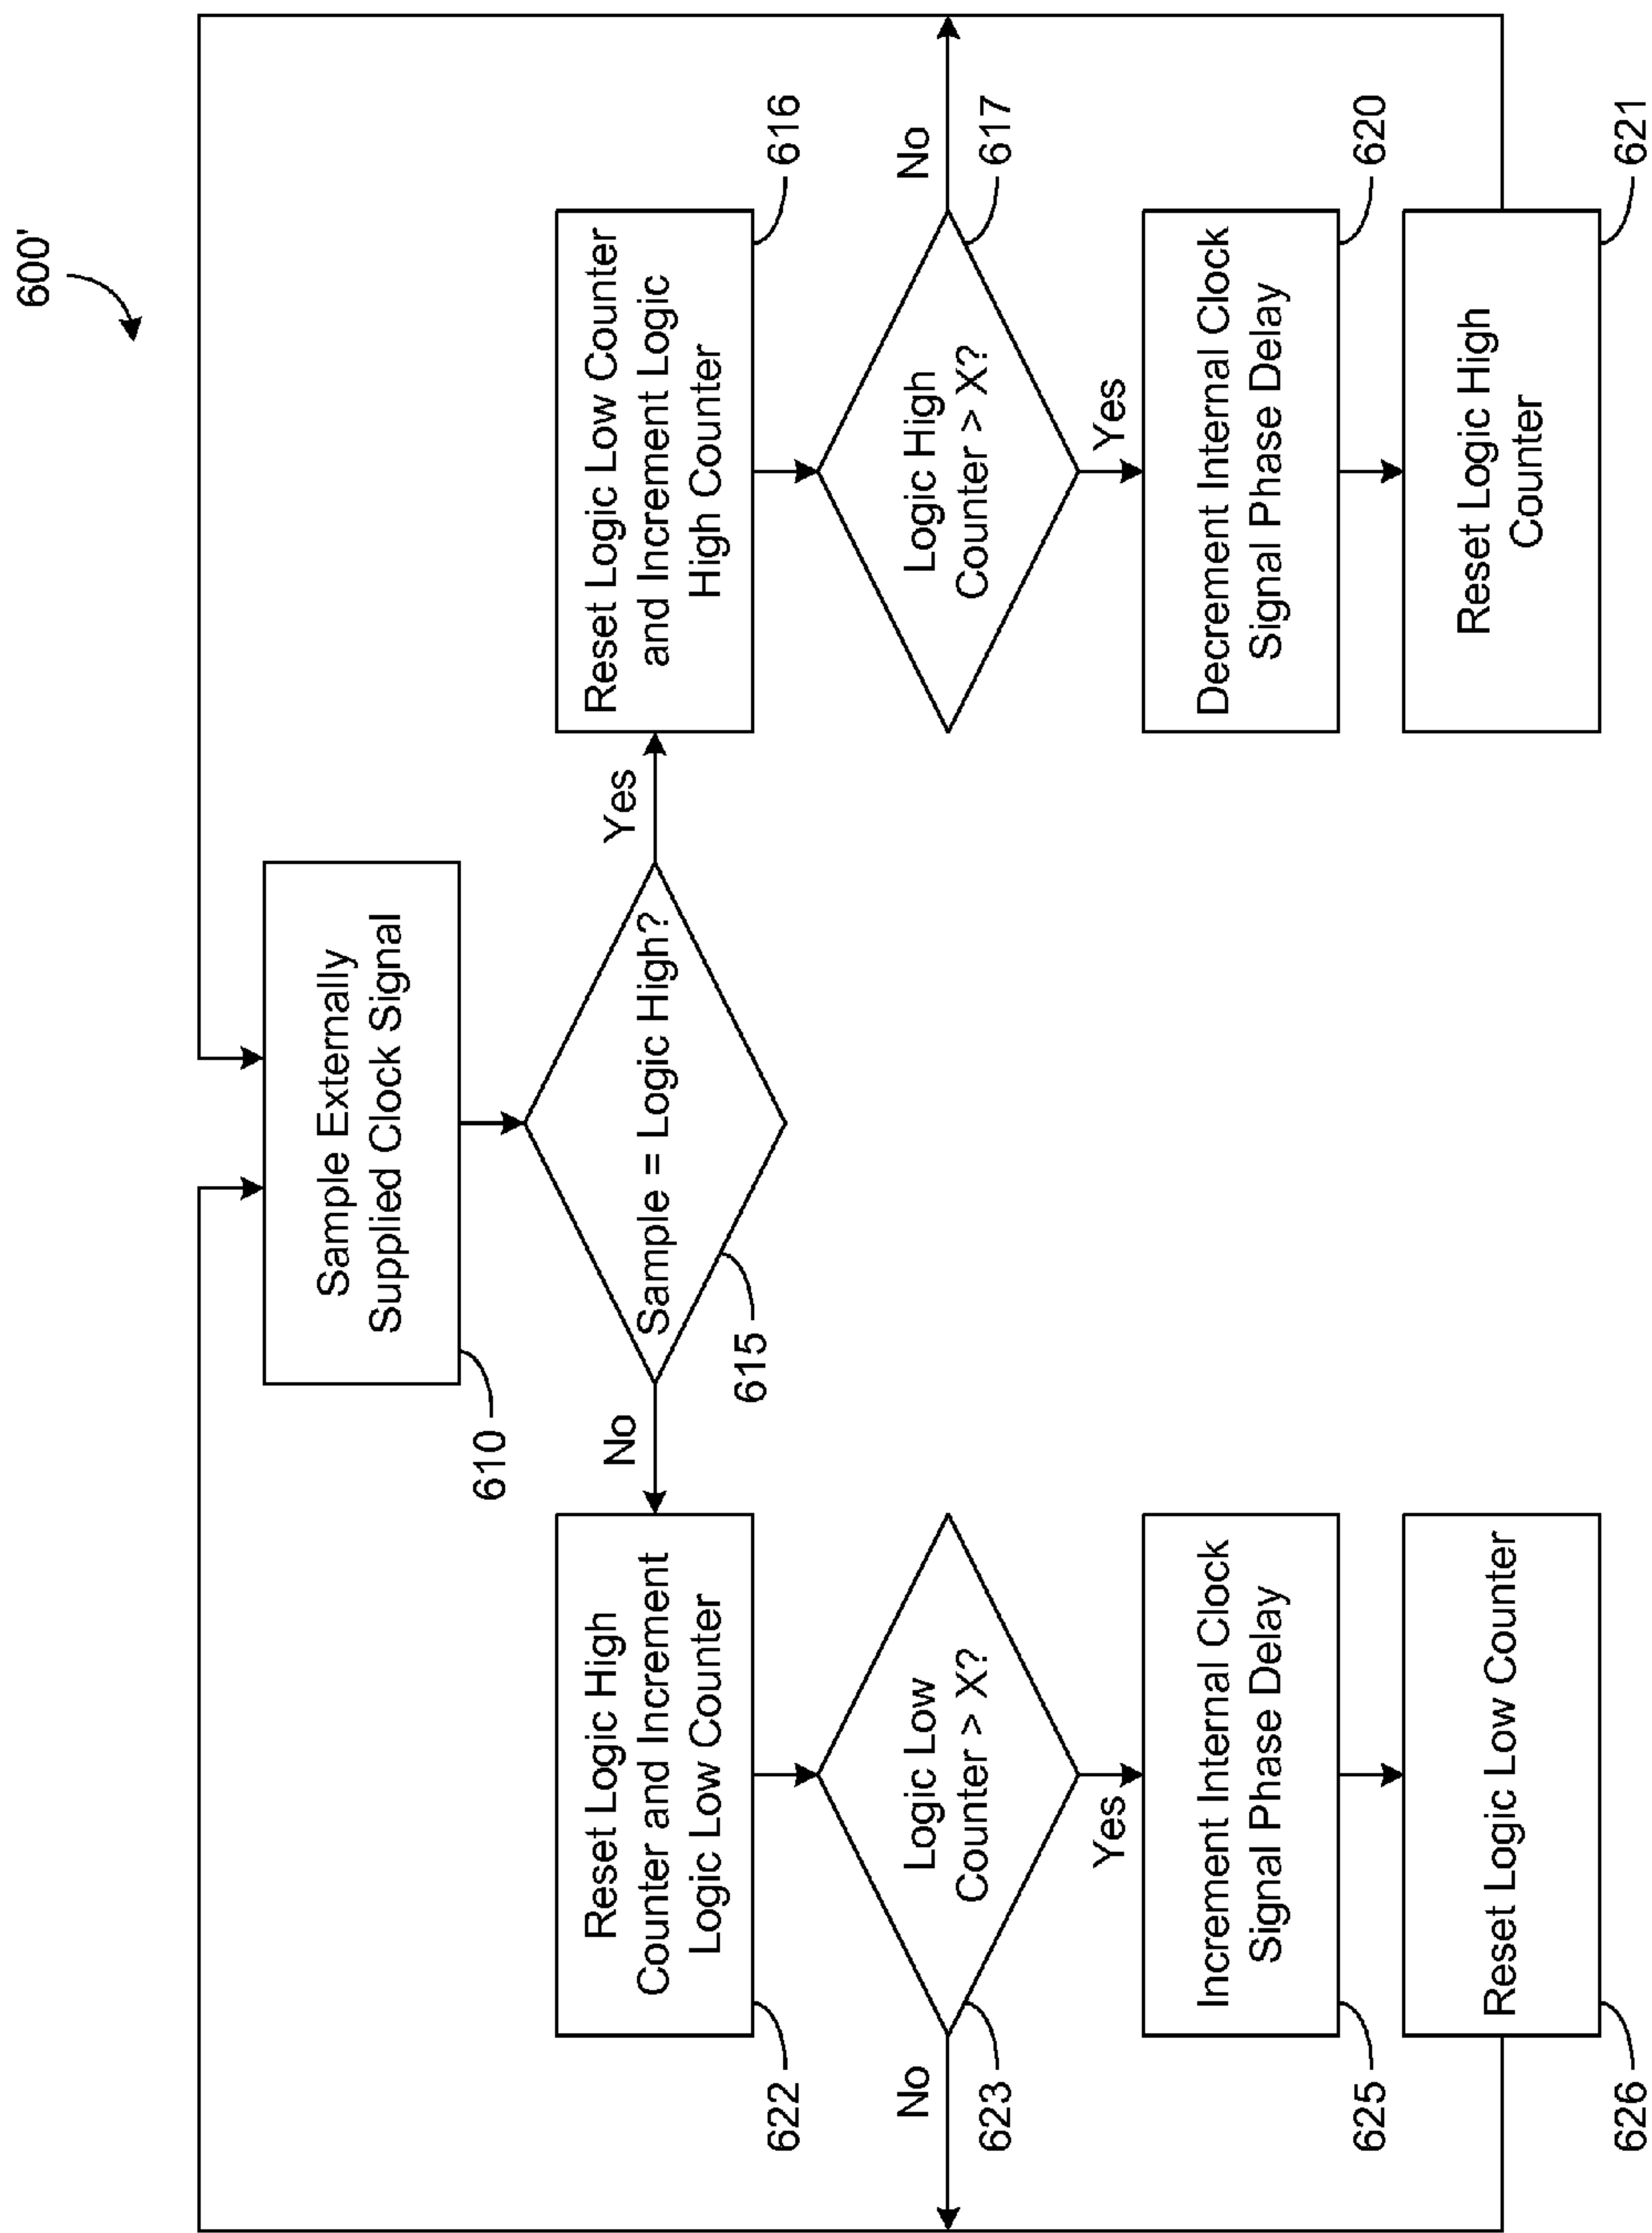 600'
Sample Externally
Supplied Clock Signal
610
Sample = Logic High?
615
No
Yes
Reset Logic High
Counter and Increment
Logic Low Counter
622
Reset Logic Low Counter
and Increment Logic
High Counter
616
Logic Low
Counter > X?
No
623
Yes
Logic High
Counter > X?
No
617
Yes
Increment Internal Clock
Signal Phase Delay
625
Decrement Internal Clock
Signal Phase Delay
620
Reset Logic Low Counter
626
Reset Logic High
Counter
621